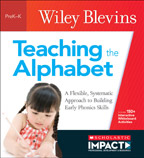 PreK–K
Wiley Blevins
Teaching the
Alphabet
A Flexible, Systematic
Approach to Building
Early Phonics Skills
150+
Interactive
Whiteboard
Activities
SCHOLASTIC
IMPACT